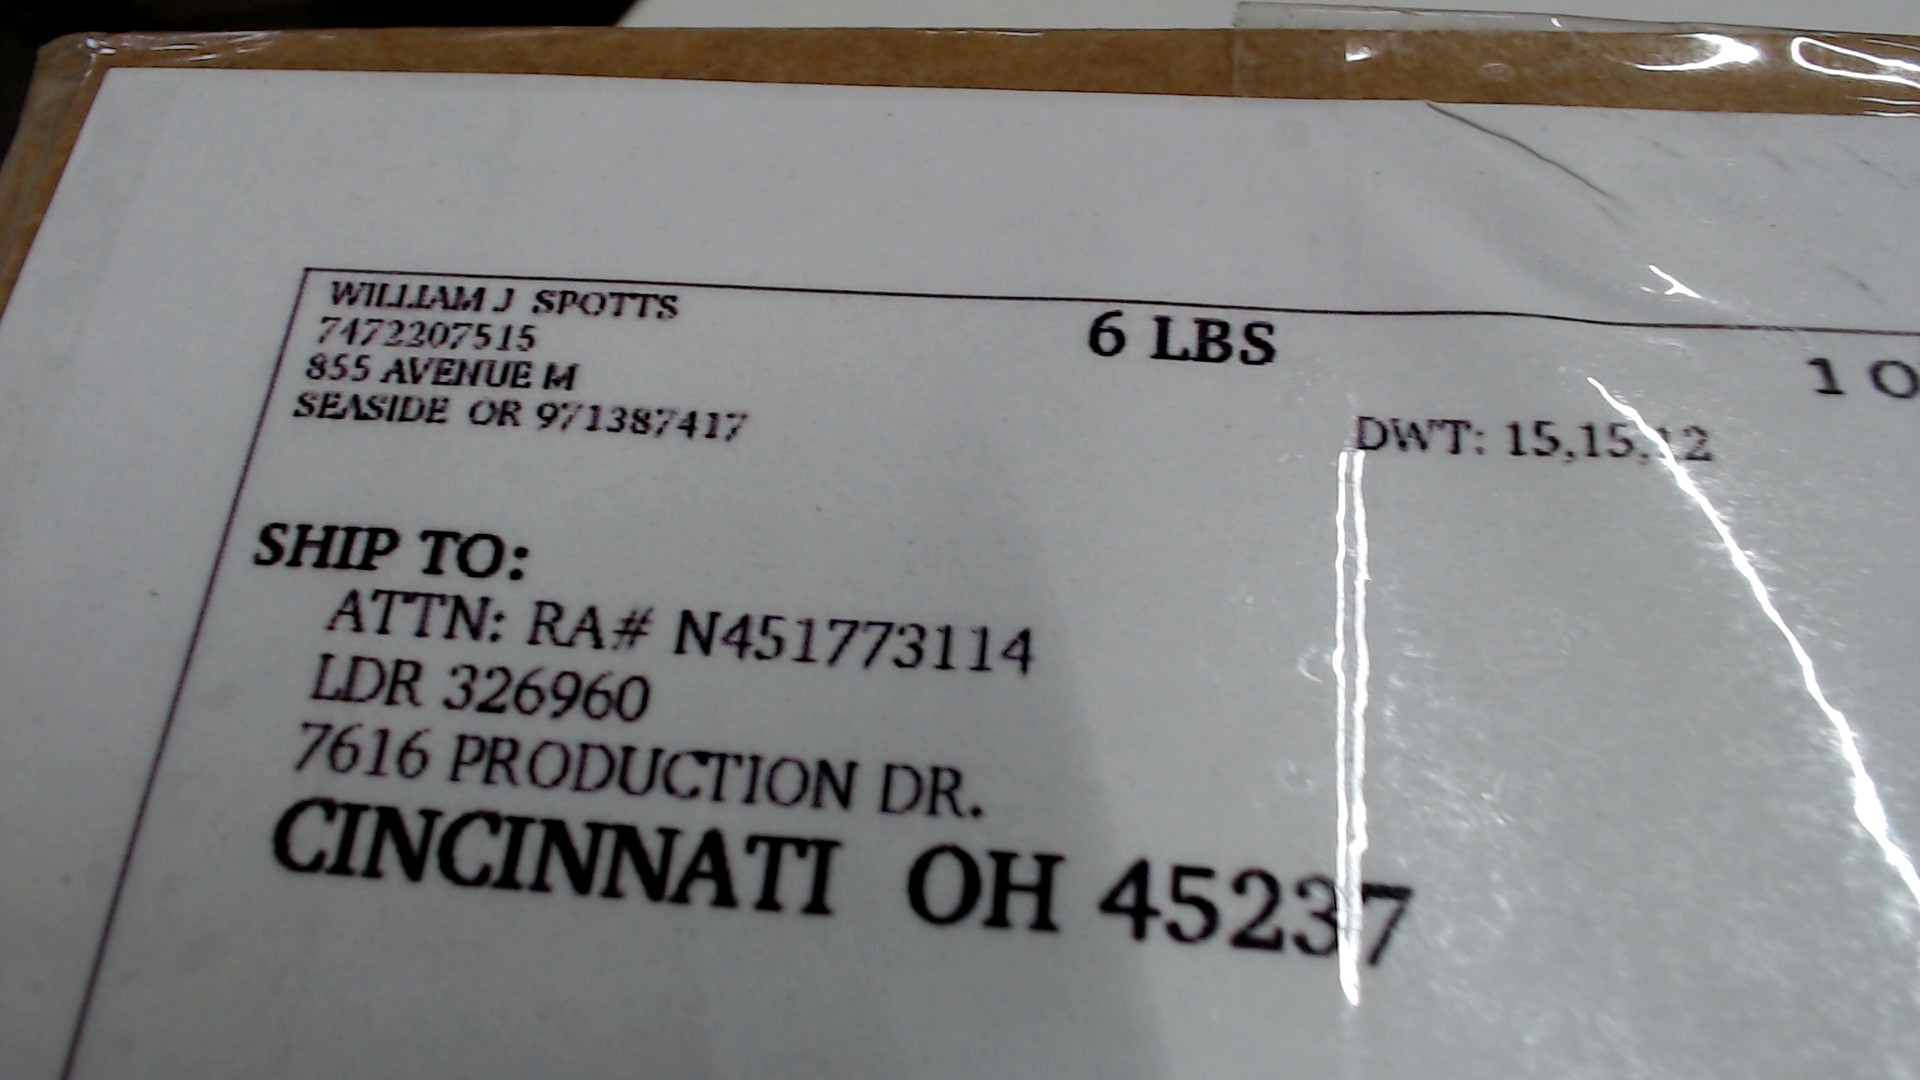 WILLIAM J SPOTTS
7472207515
855 AVENUE M
SEASIDE OR 971387417
6 LBS
1 O
DWT: 15,15,12
SHIP TO:
ATTN: RA# N451773114
LDR 326960
7616 PRODUCTION DR.
CINCINNATI OH 45237